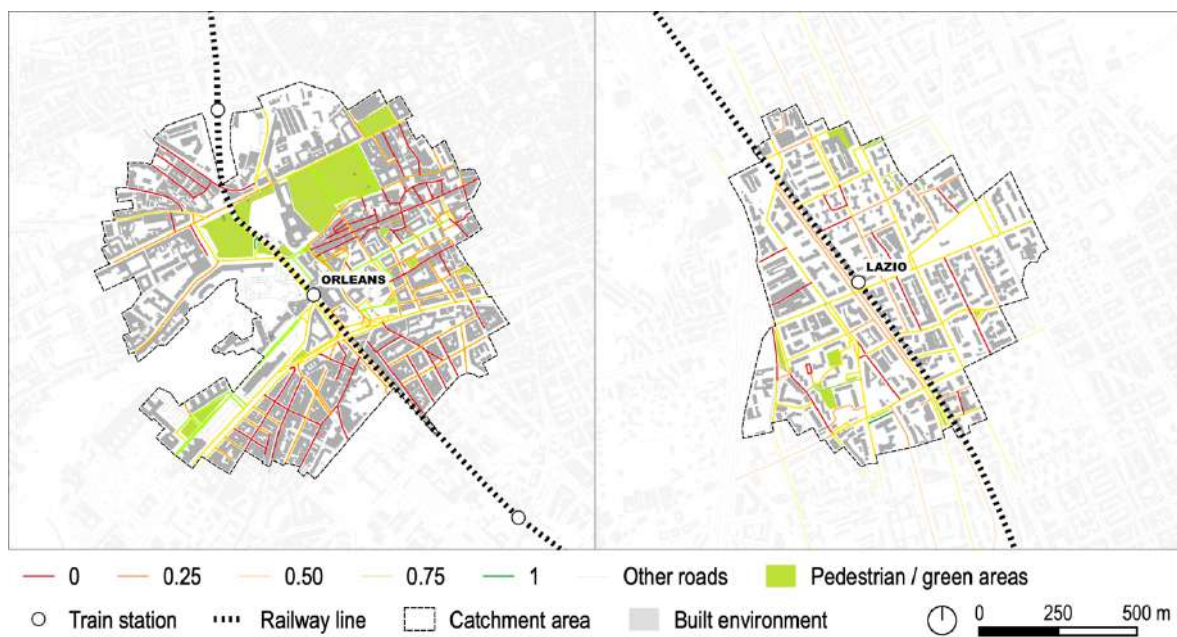 ORLEANS
LAZIO
0 0.25 0.50 0.75 1 Other roads Pedestrian / green areas
Train station Railway line Catchment area Built environment 0 250 500 m